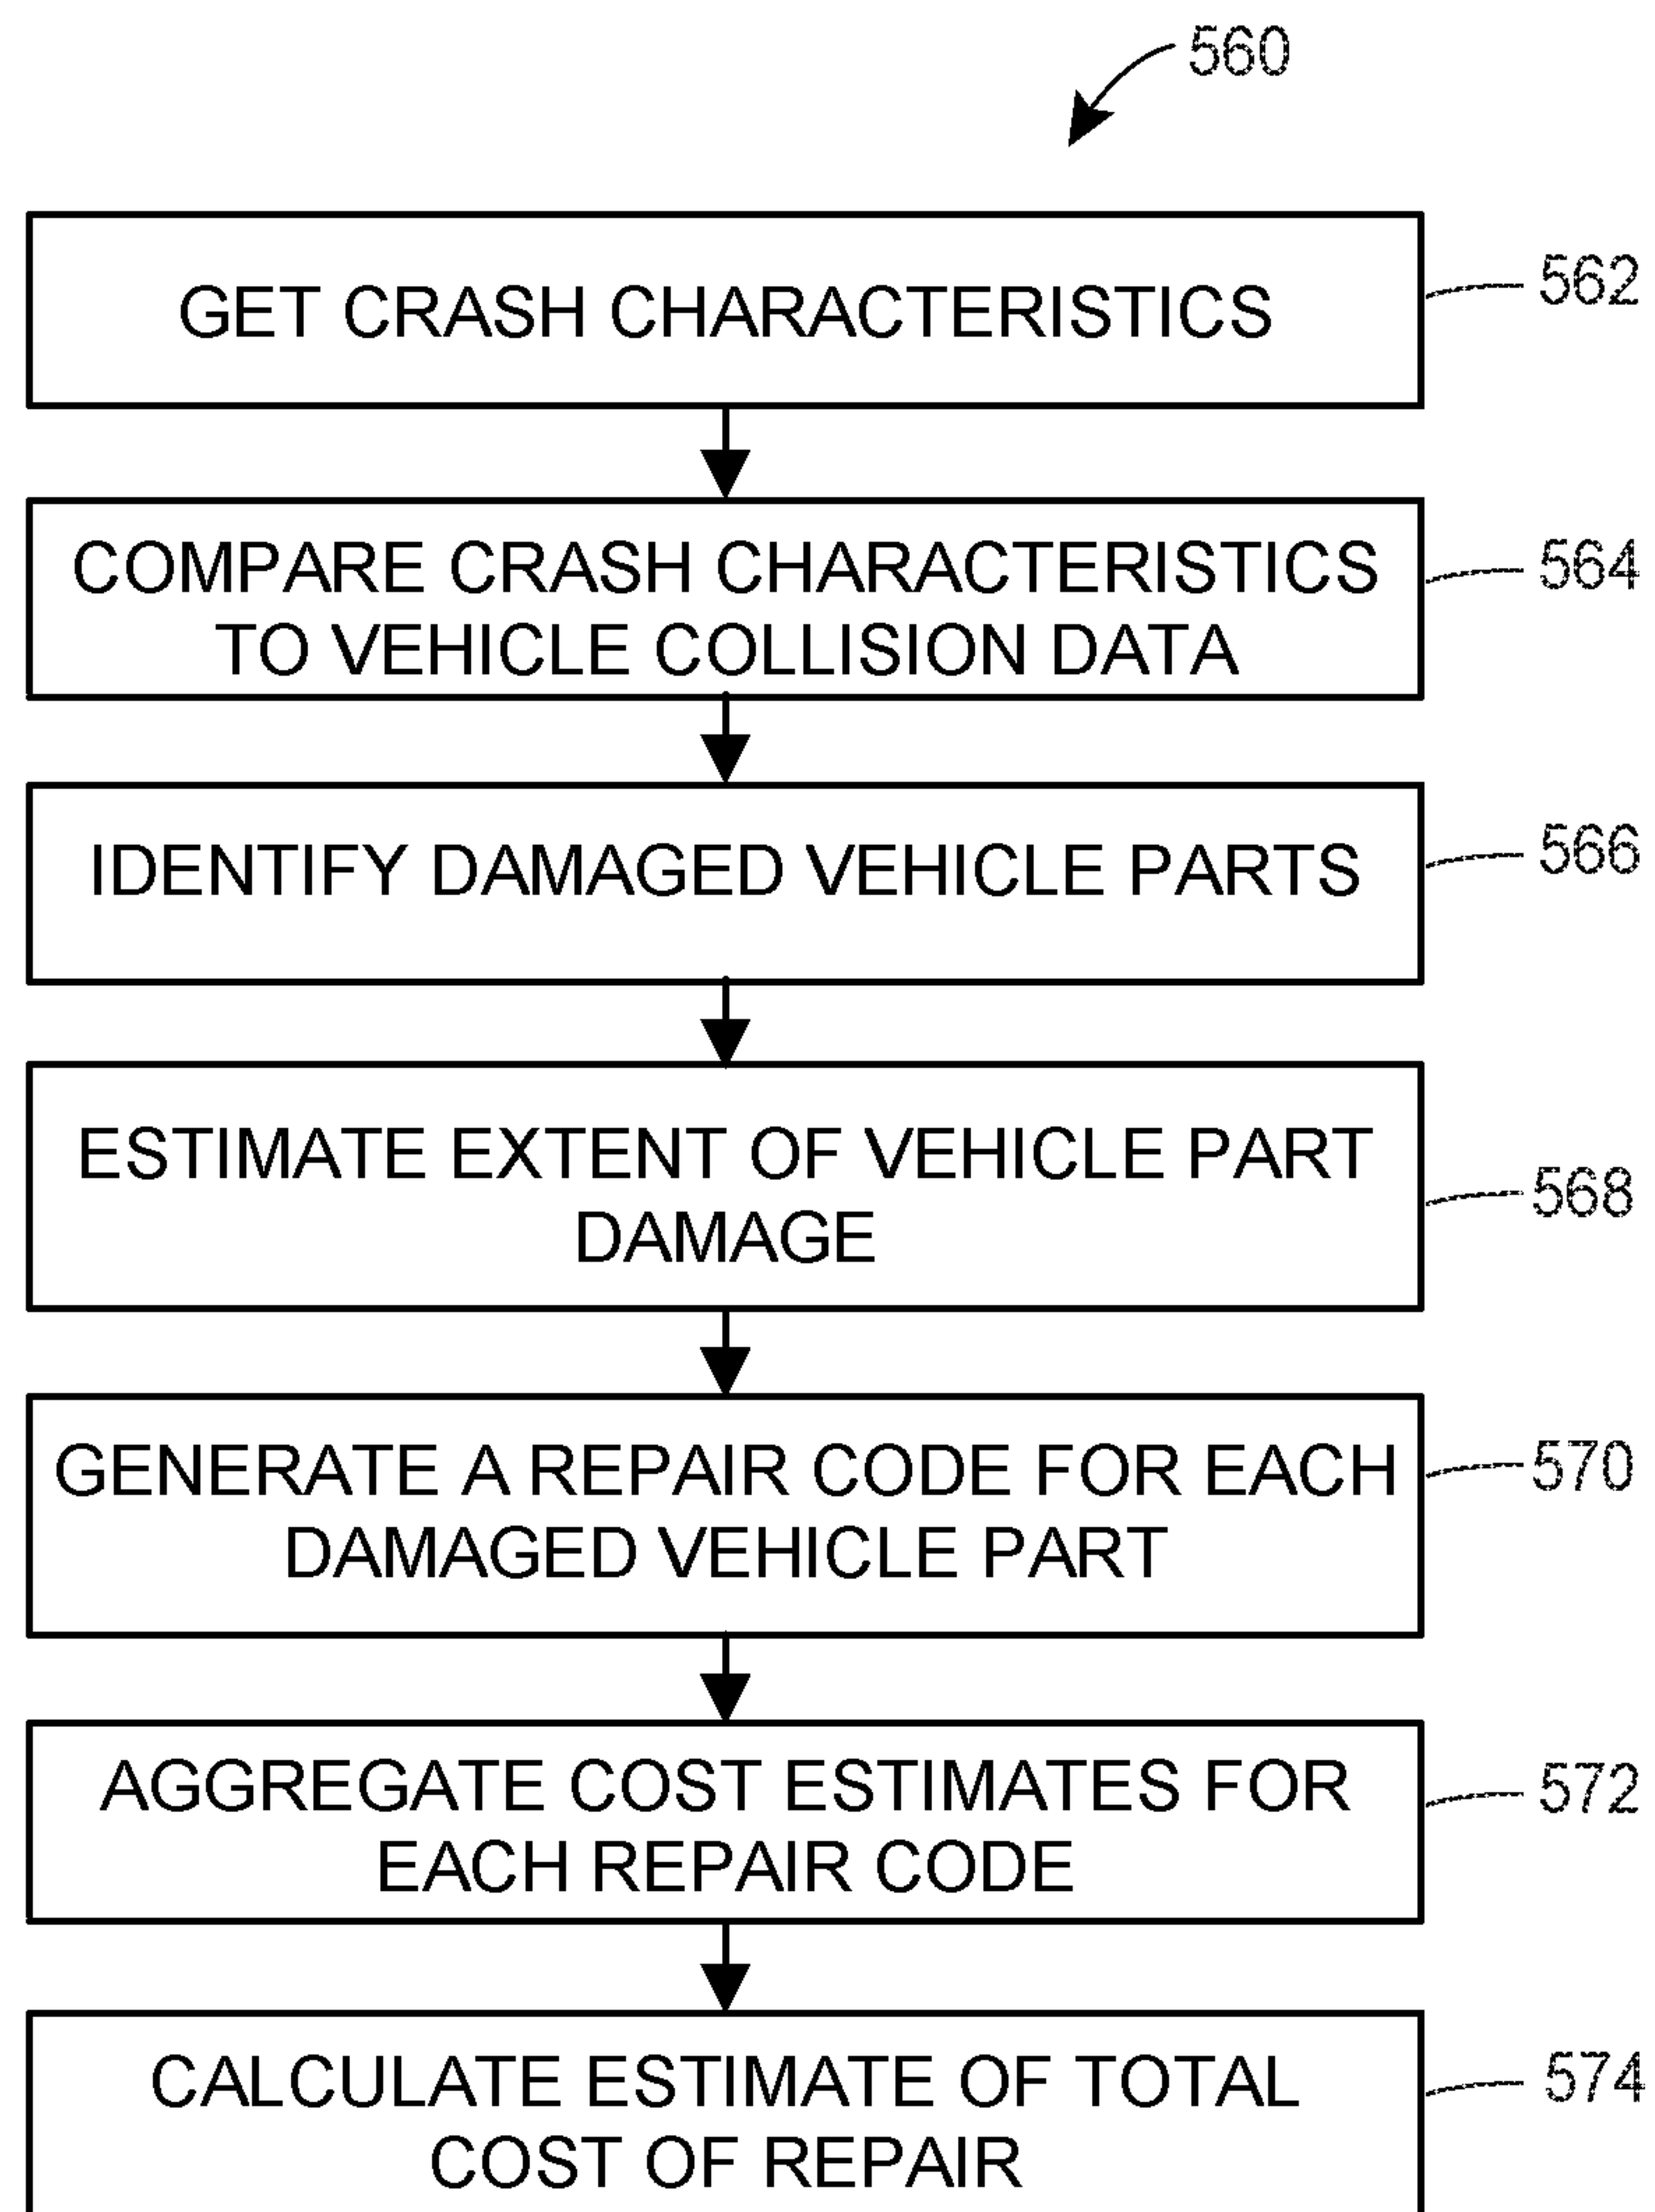 560
GET CRASH CHARACTERISTICS
562
COMPARE CRASH CHARACTERISTICS
TO VEHICLE COLLISION DATA
564
IDENTIFY DAMAGED VEHICLE PARTS
566
ESTIMATE EXTENT OF VEHICLE PART
DAMAGE
568
GENERATE A REPAIR CODE FOR EACH
DAMAGED VEHICLE PART
570
AGGREGATE COST ESTIMATES FOR
EACH REPAIR CODE
572
CALCULATE ESTIMATE OF TOTAL
COST OF REPAIR
574